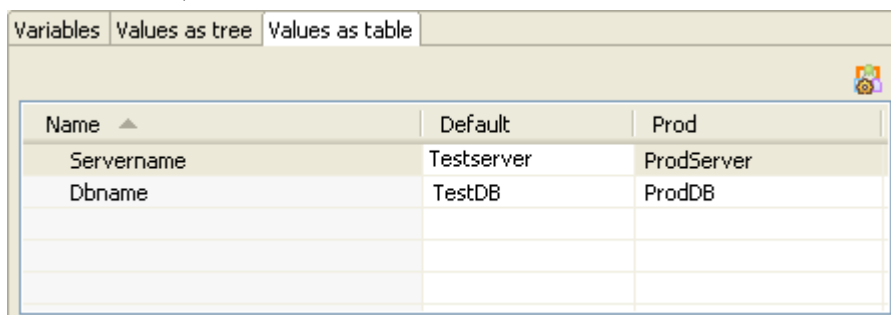 Variables Values as tree Values as table
Name Default Prod
Servername Testserver ProdServer
Dbname TestDB ProdDB